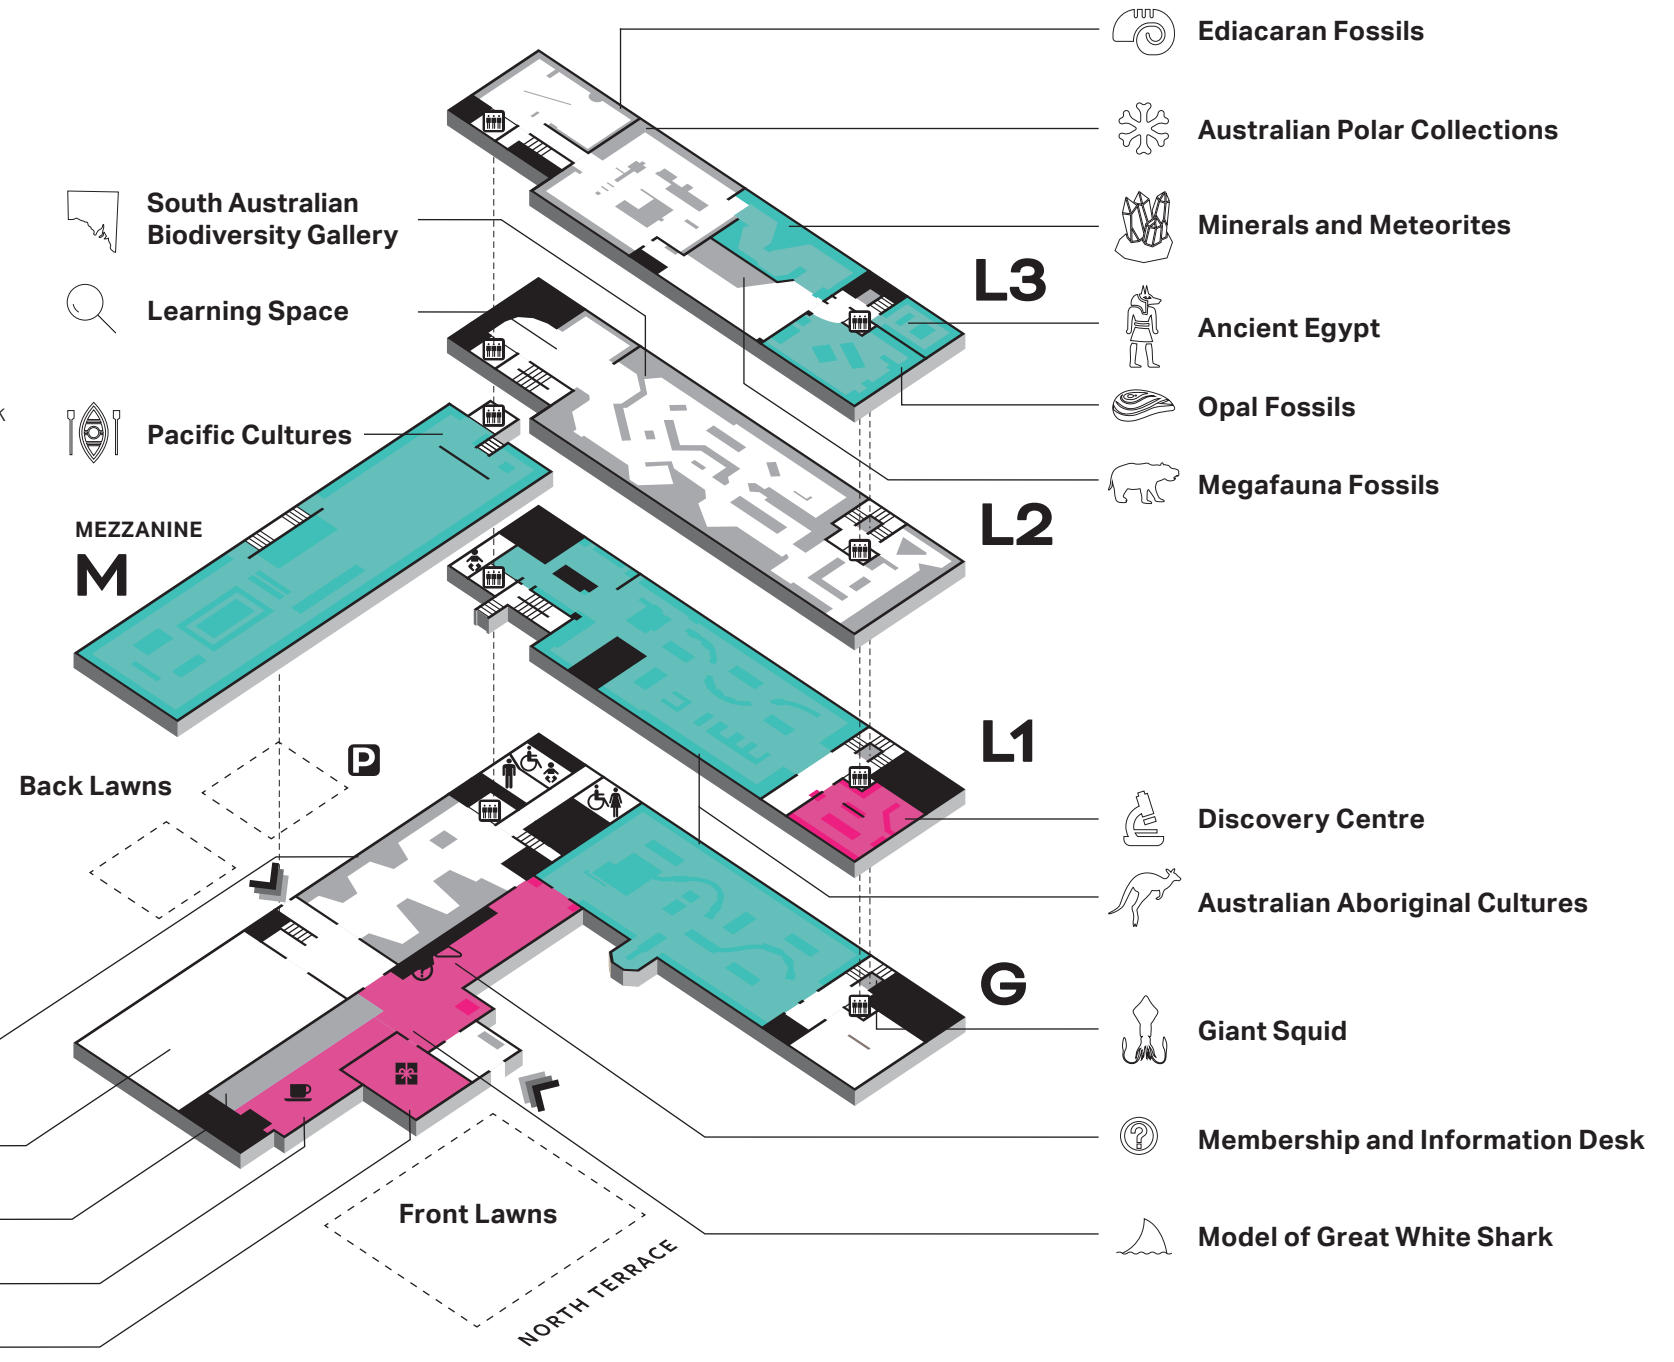 Ediacaran Fossils
Australian Polar Collections
South Australian
Biodiversity Gallery
Minerals and Meteorites
L3
Learning Space
Ancient Egypt
Opal Fossils
Pacific Cultures
Megafauna Fossils
MEZZANINE
M
L2
L1
P
Back Lawns
Discovery Centre
Australian Aboriginal Cultures
G
Giant Squid
Membership and Information Desk
Front Lawns
Model of Great White Shark
NORTH TERRACE